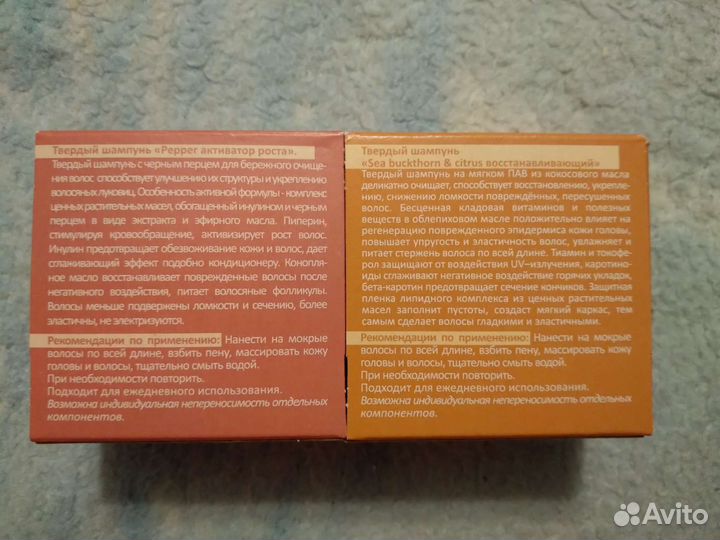 Твердый шампунь «Pepper активатор роста».
Твердый шампунь с черным перцем для бережного очище-
ния волос способствует улучшению их структуры и укреплению
волосяных луковиц. Особенность активной формулы - комплекс
ценных растительных масел, обогащенный инулином и черным
перцем в виде экстракта и эфирного масла. Пиперин,
стимулируя кровообращение, активизирует рост волос.
Инулин предотвращает обезвоживание кожи и волос, дает
сглаживающий эффект подобно кондиционеру. Конопля-
ное масло восстанавливает поврежденные волосы после
негативного воздействия, питает волосяные фолликулы.
Волосы меньше подвержены ломкости и сечению, более
эластичны, не электризуются.
Рекомендации по применению: Нанести на мокрые
волосы по всей длине, взбить пену, массировать кожу
головы и волосы, тщательно смыть водой.
При необходимости повторить.
Подходит для ежедневного использования.
Возможна индивидуальная непереносимость отдельных
компонентов.
Твердый шампунь
«Sea buckthorn & citrus восстанавливающий»
Твердый шампунь на мягком ПАВ из кокосового масла
деликатно очищает, способствует восстановлению, укрепле-
нию, снижению ломкости повреждённых, пересушенных
волос. Бесценная кладовая витаминов и полезных
веществ в облепиховом масле положительно влияет на
регенерацию поврежденного эпидермиса кожи головы,
повышает упругость и эластичность волос, увлажняет и
питает стержень волоса по всей длине. Тиамин и токофе-
рол защищают от воздействия UV–излучения, каротино-
иды сглаживают негативное воздействие горячих укладок,
бета-каротин предотвращает сечение кончиков. Защитная
пленка липидного комплекса из ценных растительных
масел заполнит пустоты, создаст мягкий каркас, тем
самым сделает волосы гладкими и эластичными.
Рекомендации по применению: Нанести на мокрые
волосы по всей длине, взбить пену, массировать кожу
головы и волосы, тщательно смыть водой.
При необходимости повторить.
Подходит для ежедневного использования.
Возможна индивидуальная непереносимость отдельных
компонентов.
Avito